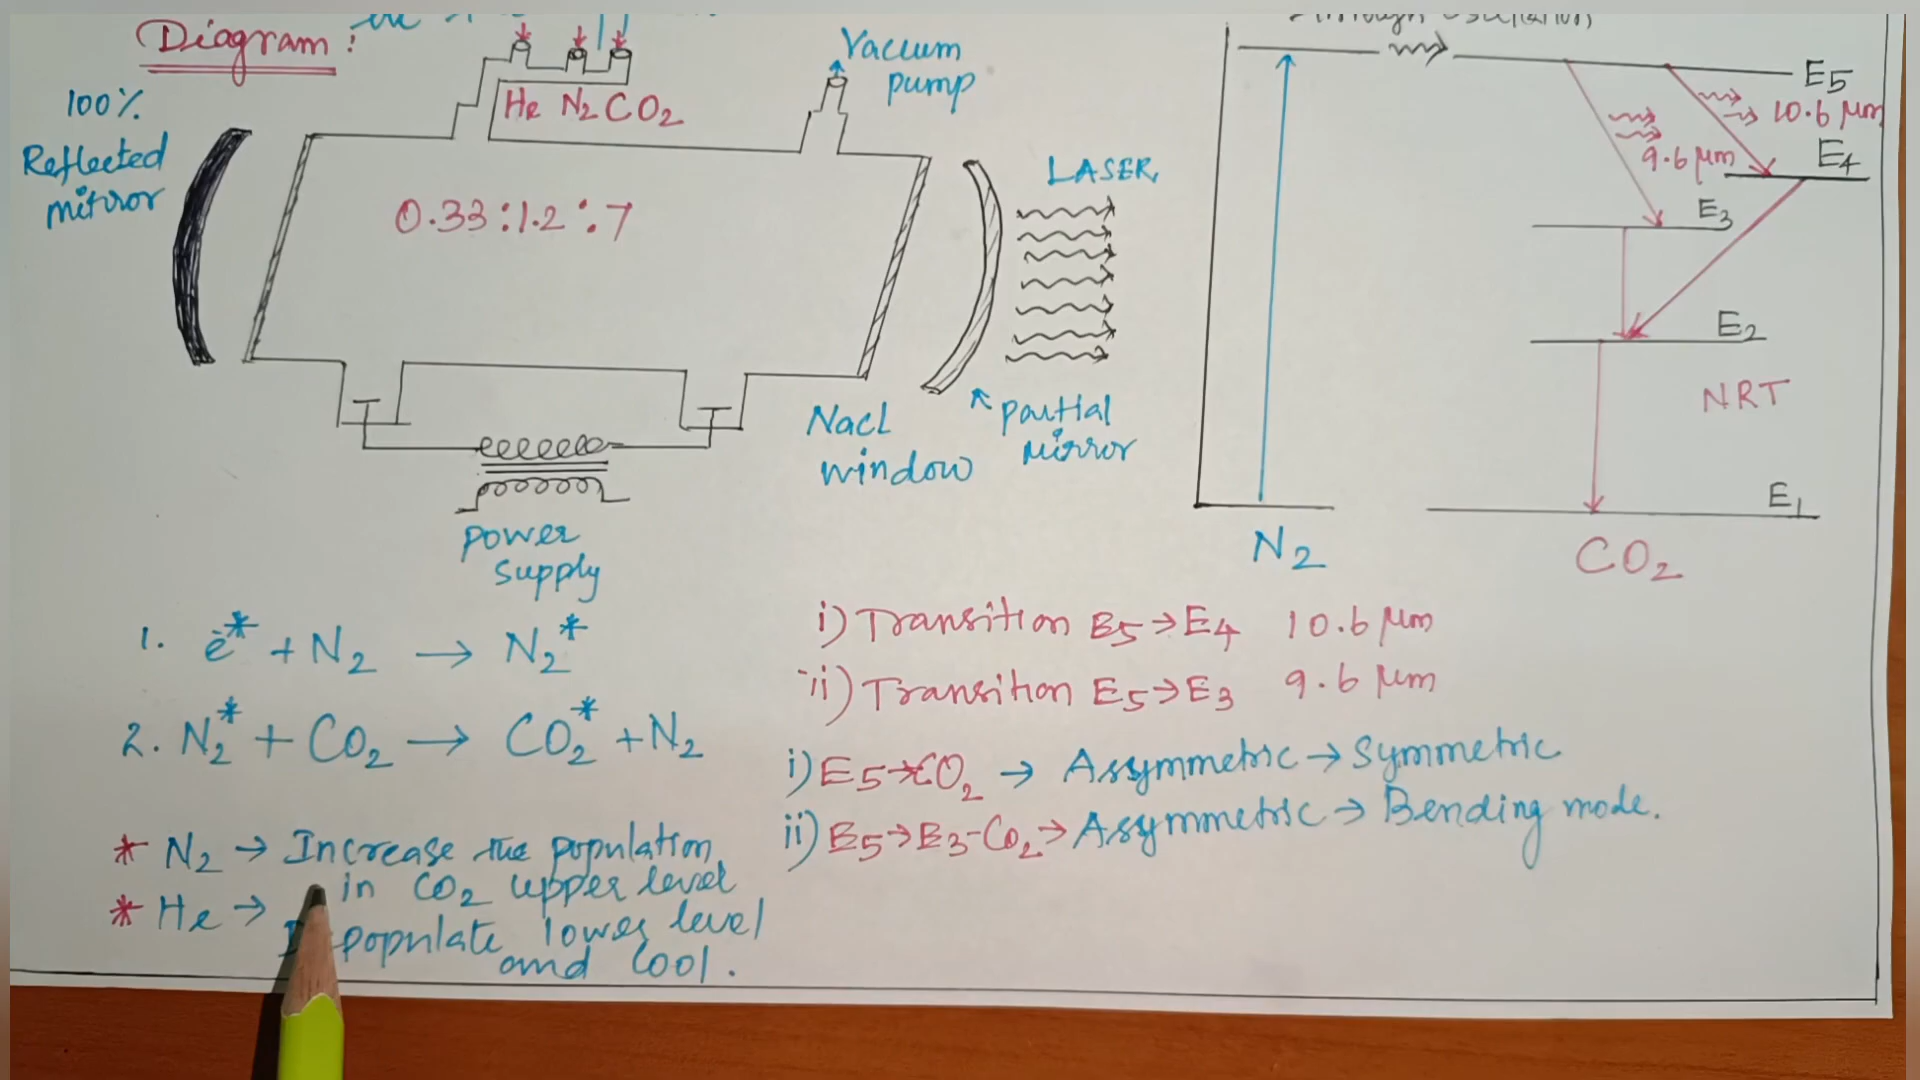 Diagram:
100%
Reflected
mirror
He N2 CO2
Vacuum
pump
0.33:1.2:7
LASER
Nacl
window
partial
mirror
power
supply
E5
10.6 μm
9.6 μm
E4
E3
E2
NRT
E1
N2
CO2
1. e* + N2 → N2*
2. N2* + CO2 → CO2* + N2
* N2 → Increase the population
in CO2 upper level
* He →
populate lower level
and Cool.
i) Transition E5→E4 10.6 μm
ii) Transition E5→E3 9.6 μm
i) E5→CO2 → Assymmetric → Symmetric
ii) E5→E3-CO2→ Assymmetric → Bending mode.